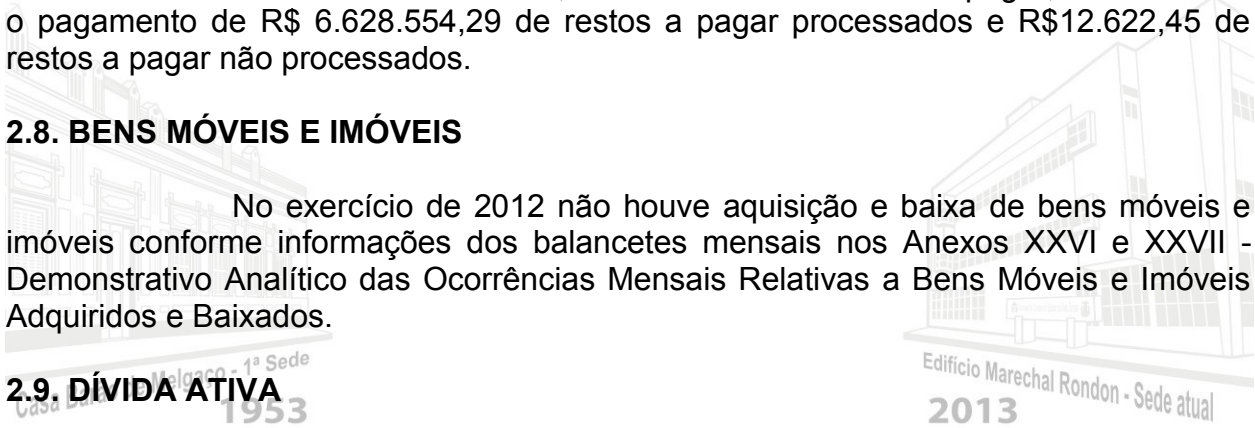 o pagamento de R$ 6.628.554,29 de restos a pagar processados e R$12.622,45 de
restos a pagar não processados.
2.8. BENS MÓVEIS E IMÓVEIS
No exercício de 2012 não houve aquisição e baixa de bens móveis e
imóveis conforme informações dos balancetes mensais nos Anexos XXVI e XXVII -
Demonstrativo Analítico das Ocorrências Mensais Relativas a Bens Móveis e Imóveis
Adquiridos e Baixados.
2.9. DÍVIDA ATIVA
Casa Barão de Melgaço - 1ª Sede
1953
Edifício Marechal Rondon - Sede atual
2013